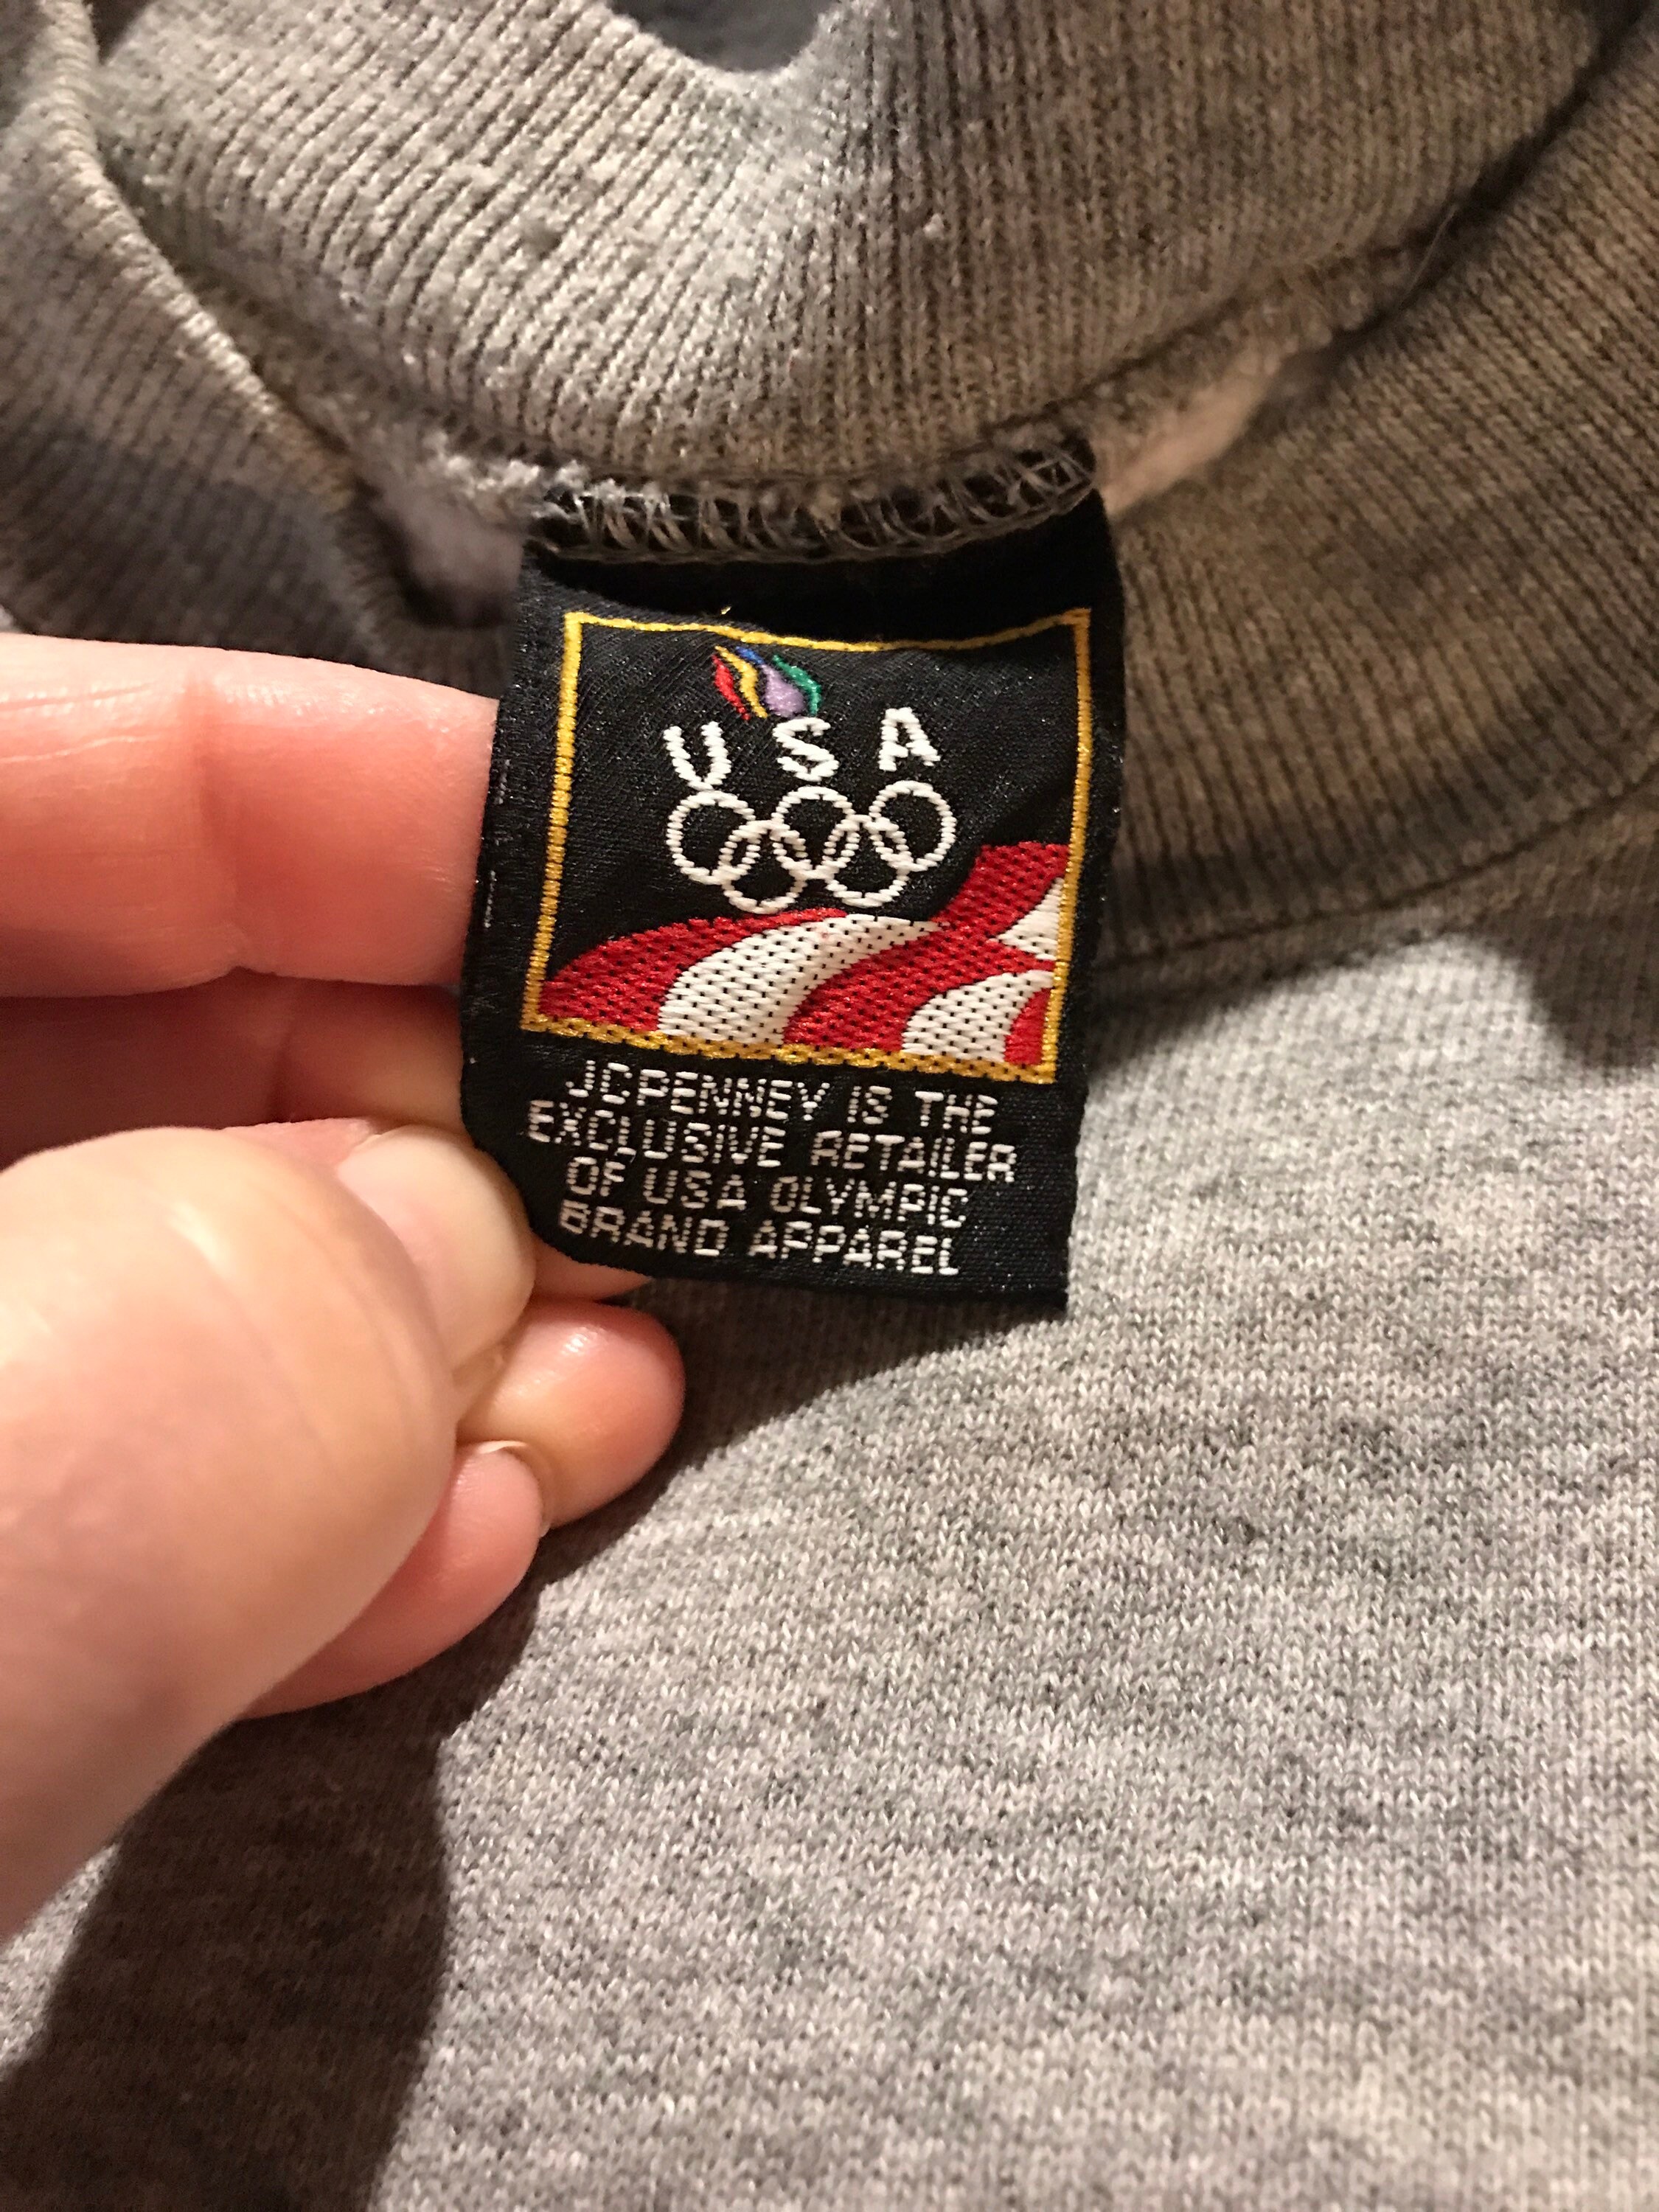 USA
JCPENNEY IS THE
EXCLUSIVE RETAILER
OF USA OLYMPIC
BRAND APPAREL